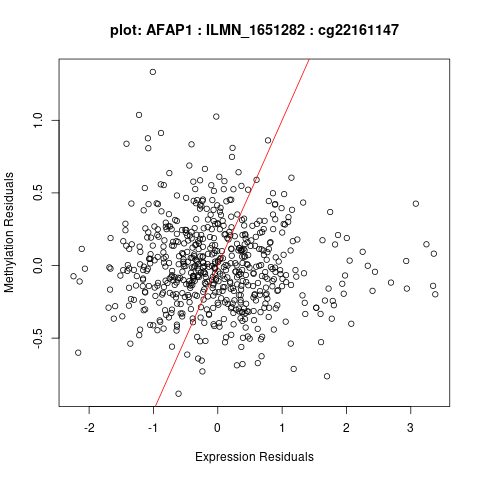 plot: AFAP1 : ILMN_1651282 : cg22161147
Methylation Residuals
1.0
0.5
0.0
-0.5
-2 -1 0 1 2 3
Expression Residuals